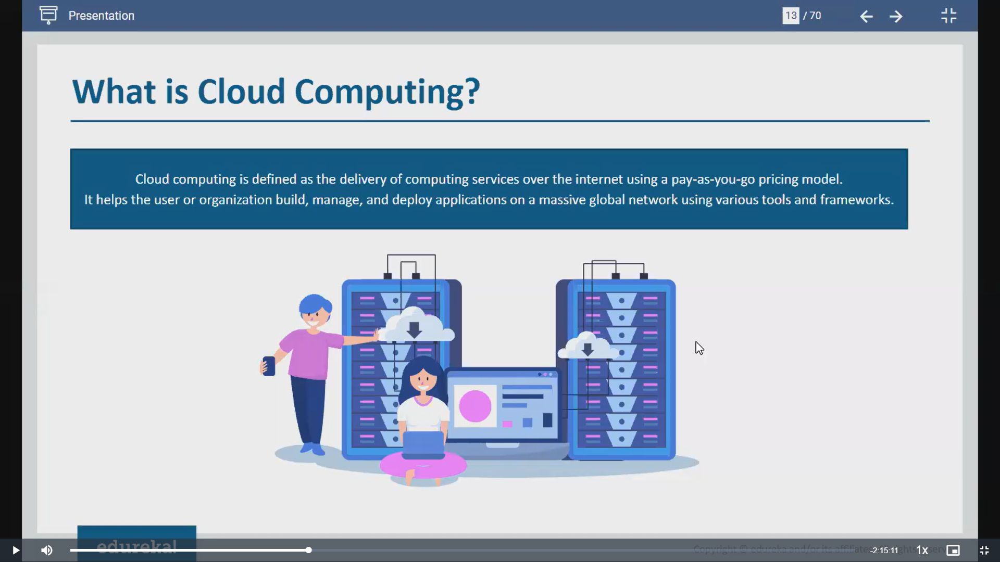 Presentation
13 / 70
What is Cloud Computing?
Cloud computing is defined as the delivery of computing services over the internet using a pay-as-you-go pricing model.
It helps the user or organization build, manage, and deploy applications on a massive global network using various tools and frameworks.
edureka!
Copyright © edureka and/or its affiliates. All rights
-2:15:11
1x